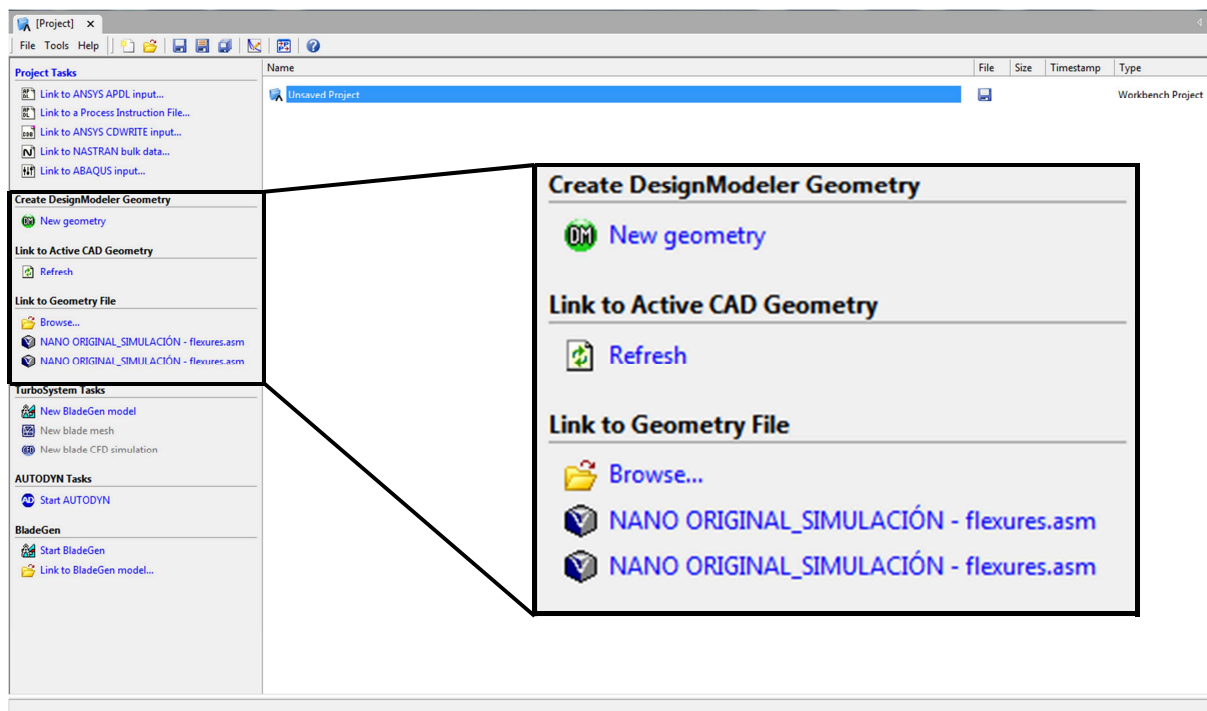 [Project]
File Tools Help
Project Tasks
Link to ANSYS APDL input...
Link to a Process Instruction File...
Link to ANSYS CDWRITE input...
Link to NASTRAN bulk data...
Link to ABAQUS input...
Create DesignModeler Geometry
DM New geometry
Link to Active CAD Geometry
Refresh
Link to Geometry File
Browse...
NANO ORIGINAL_SIMULACIÓN - flexures.asm
NANO ORIGINAL_SIMULACIÓN - flexures.asm
TurboSystem Tasks
New BladeGen model
New blade mesh
New blade CFD simulation
AUTODYN Tasks
AD Start AUTODYN
BladeGen
Start BladeGen
Link to BladeGen model...
Name File Size Timestamp Type
Unsaved Project Workbench Project
Create DesignModeler Geometry
DM New geometry
Link to Active CAD Geometry
Refresh
Link to Geometry File
Browse...
NANO ORIGINAL_SIMULACIÓN - flexures.asm
NANO ORIGINAL_SIMULACIÓN - flexures.asm